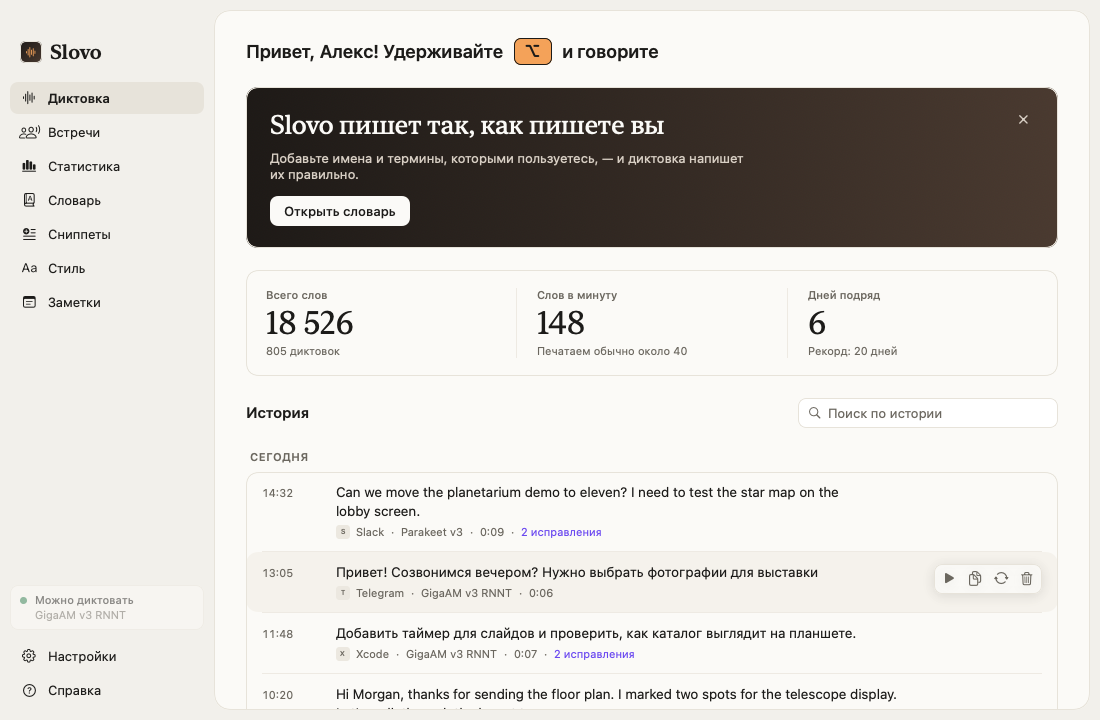 Slovo
Диктовка
Встречи
Статистика
Словарь
Сниппеты
Aa Стиль
Заметки
Можно диктовать
GigaAM v3 RNNT
Настройки
Справка
Привет, Алекс! Удерживайте ⌥ и говорите
Slovo пишет так, как пишете вы
Добавьте имена и термины, которыми пользуетесь, — и диктовка напишет
их правильно.
Открыть словарь
Всего слов
18 526
805 диктовок
Слов в минуту
148
Печатаем обычно около 40
Дней подряд
6
Рекорд: 20 дней
История
Поиск по истории
СЕГОДНЯ
14:32
Can we move the planetarium demo to eleven? I need to test the star map on the
lobby screen.
S Slack · Parakeet v3 · 0:09 · 2 исправления
13:05
Привет! Созвонимся вечером? Нужно выбрать фотографии для выставки
T Telegram · GigaAM v3 RNNT · 0:06
11:48
Добавить таймер для слайдов и проверить, как каталог выглядит на планшете.
X Xcode · GigaAM v3 RNNT · 0:07 · 2 исправления
10:20
Hi Morgan, thanks for sending the floor plan. I marked two spots for the telescope display.